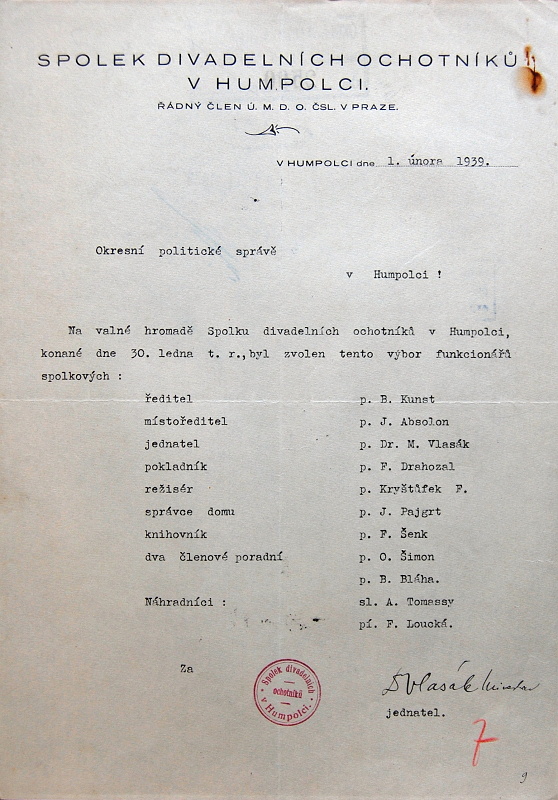 SPOLEK DIVADELNÍCH OCHOTNÍKŮ
V HUMPOLCI.
ŘÁDNÝ ČLEN Ú. M. D. O. ČSL. V PRAZE.
V HUMPOLCI dne 1. února 1939.
Okresní politické správě
v Humpolci !
Na valné hromadě Spolku divadelních ochotníků v Humpolci,
konané dne 30. ledna t. r., byl zvolen tento výbor funkcionářů
spolkových :
ředitel p. B. Kunst
místoředitel p. J. Absolon
jednatel p. Dr. M. Vlasák
pokladník p. F. Drahozal
režisér p. Kryštůfek F.
správce domu p. J. Pajgrt
knihovník p. F. Šenk
dva členové poradní p. O. Šimon
p. B. Bláha.
Náhradníci : sl. A. Tomassy
pí. F. Loucká.
Za
Spolek divadelních
ochotníků
v Humpolci.
DVlasák
jednatel.
7
9